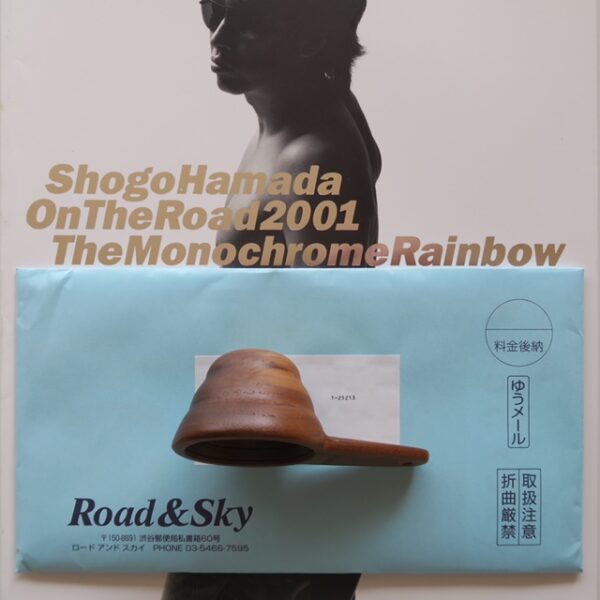 ShogoHamada
OnTheRoad2001
TheMonochromeRainbow
料金後納
ゆうメール
取扱注意
折曲厳禁
1-25213
Road&Sky
〒150-8691 渋谷郵便局私書箱60号
ロード アンド スカイ PHONE 03-5466-7595